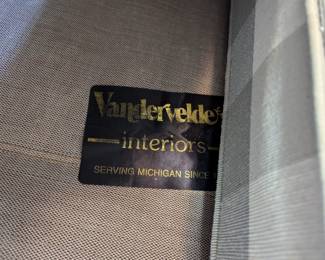 Vandervelde's
interiors
SERVING MICHIGAN SINCE